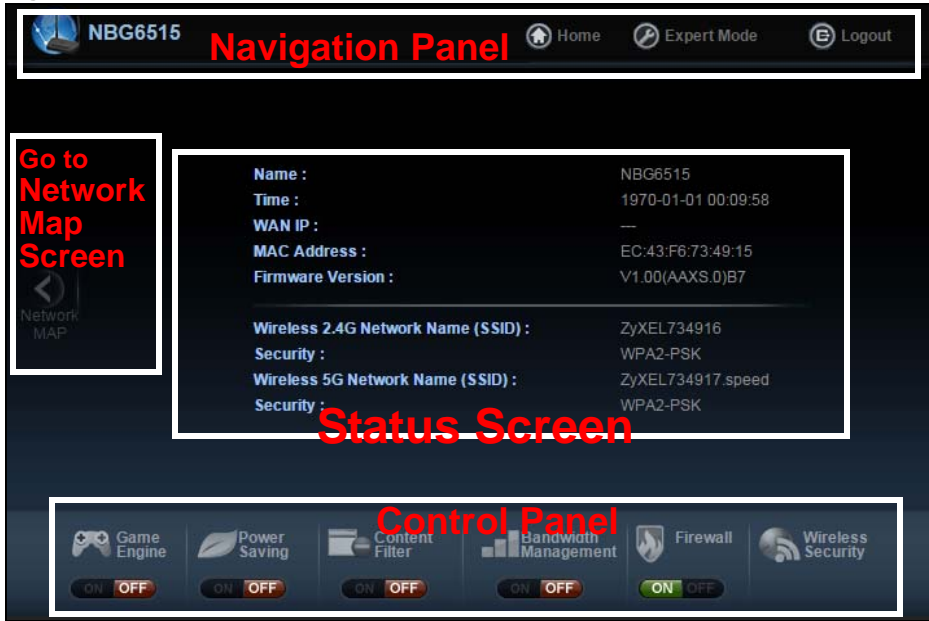 NBG6515
Navigation Panel
Home
Expert Mode
Logout
Go to
Network
Map
Screen
Network
MAP
Name : NBG6515
Time : 1970-01-01 00:09:58
WAN IP : ---
MAC Address : EC:43:F6:73:49:15
Firmware Version : V1.00(AAXS.0)B7
Wireless 2.4G Network Name (SSID) : ZyXEL734916
Security : WPA2-PSK
Wireless 5G Network Name (SSID) : ZyXEL734917.speed
Security : WPA2-PSK
Status Screen
Control Panel
Game
Engine
Power
Saving
Content
Filter
Bandwidth
Management
Firewall
Wireless
Security
ON OFF
ON OFF
ON OFF
ON OFF
ON OFF